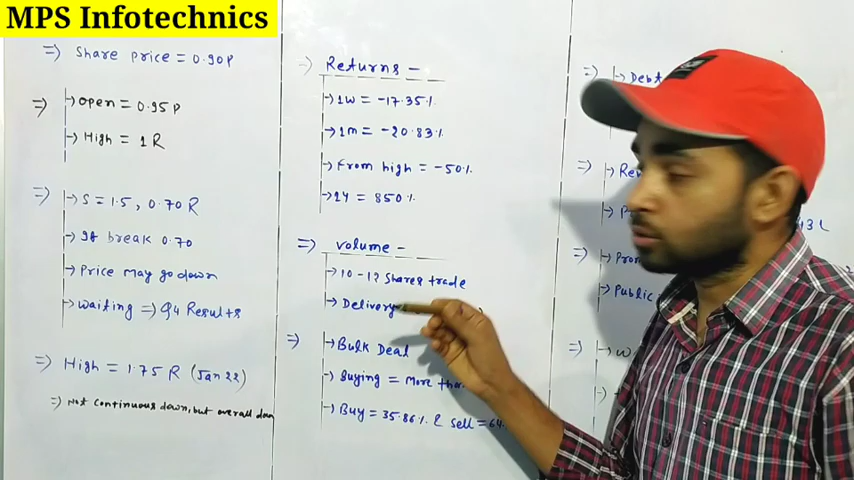 MPS Infotechnics
=> Share price = 0.90P
=> → open = 0.95P
→ High = 1R
=> → S = 1.5, 0.70R
→ If break 0.70
→ Price may go down
→ Waiting => Q4 Results
=> High = 1.75 R (Jan 22)
=> Not continuous down, but overall down
→ Returns -
→ 1W = -17.35%
→ 1M = -20.83%
→ From high = -50%
→ 1Y = 850%
=> Volume -
→ 10-12 Shares trade
→ Delivery
=> → Bulk Deal
→ Buying = More than
→ Buy = 35.86% & Sell = 64.
=> → Debt
=> → Rev
→ P
13L
=> → Prom
→ Public
=> → W